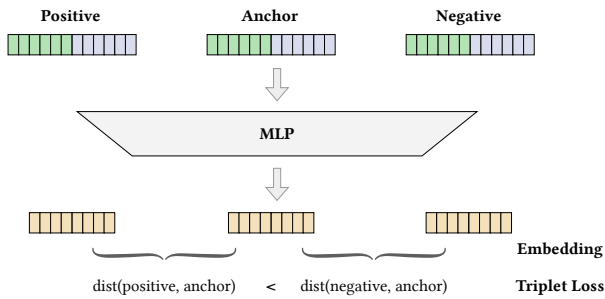 Positive Anchor Negative
MLP
Embedding
dist(positive, anchor) < dist(negative, anchor) Triplet Loss